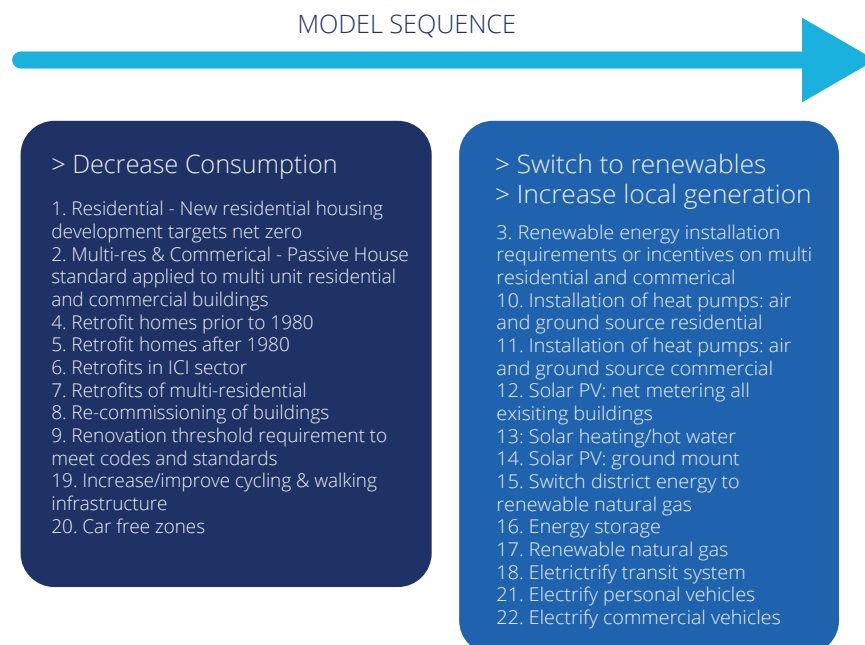 MODEL SEQUENCE
> Decrease Consumption
1. Residential - New residential housing
development targets net zero
2. Multi-res & Commerical - Passive House
standard applied to multi unit residential
and commercial buildings
4. Retrofit homes prior to 1980
5. Retrofit homes after 1980
6. Retrofits in ICI sector
7. Retrofits of multi-residential
8. Re-commissioning of buildings
9. Renovation threshold requirement to
meet codes and standards
19. Increase/improve cycling & walking
infrastructure
20. Car free zones
> Switch to renewables
> Increase local generation
3. Renewable energy installation
requirements or incentives on multi
residential and commerical
10. Installation of heat pumps: air
and ground source residential
11. Installation of heat pumps: air
and ground source commercial
12. Solar PV: net metering all
exisiting buildings
13: Solar heating/hot water
14. Solar PV: ground mount
15. Switch district energy to
renewable natural gas
16. Energy storage
17. Renewable natural gas
18. Eletrictrify transit system
21. Electrify personal vehicles
22. Electrify commercial vehicles